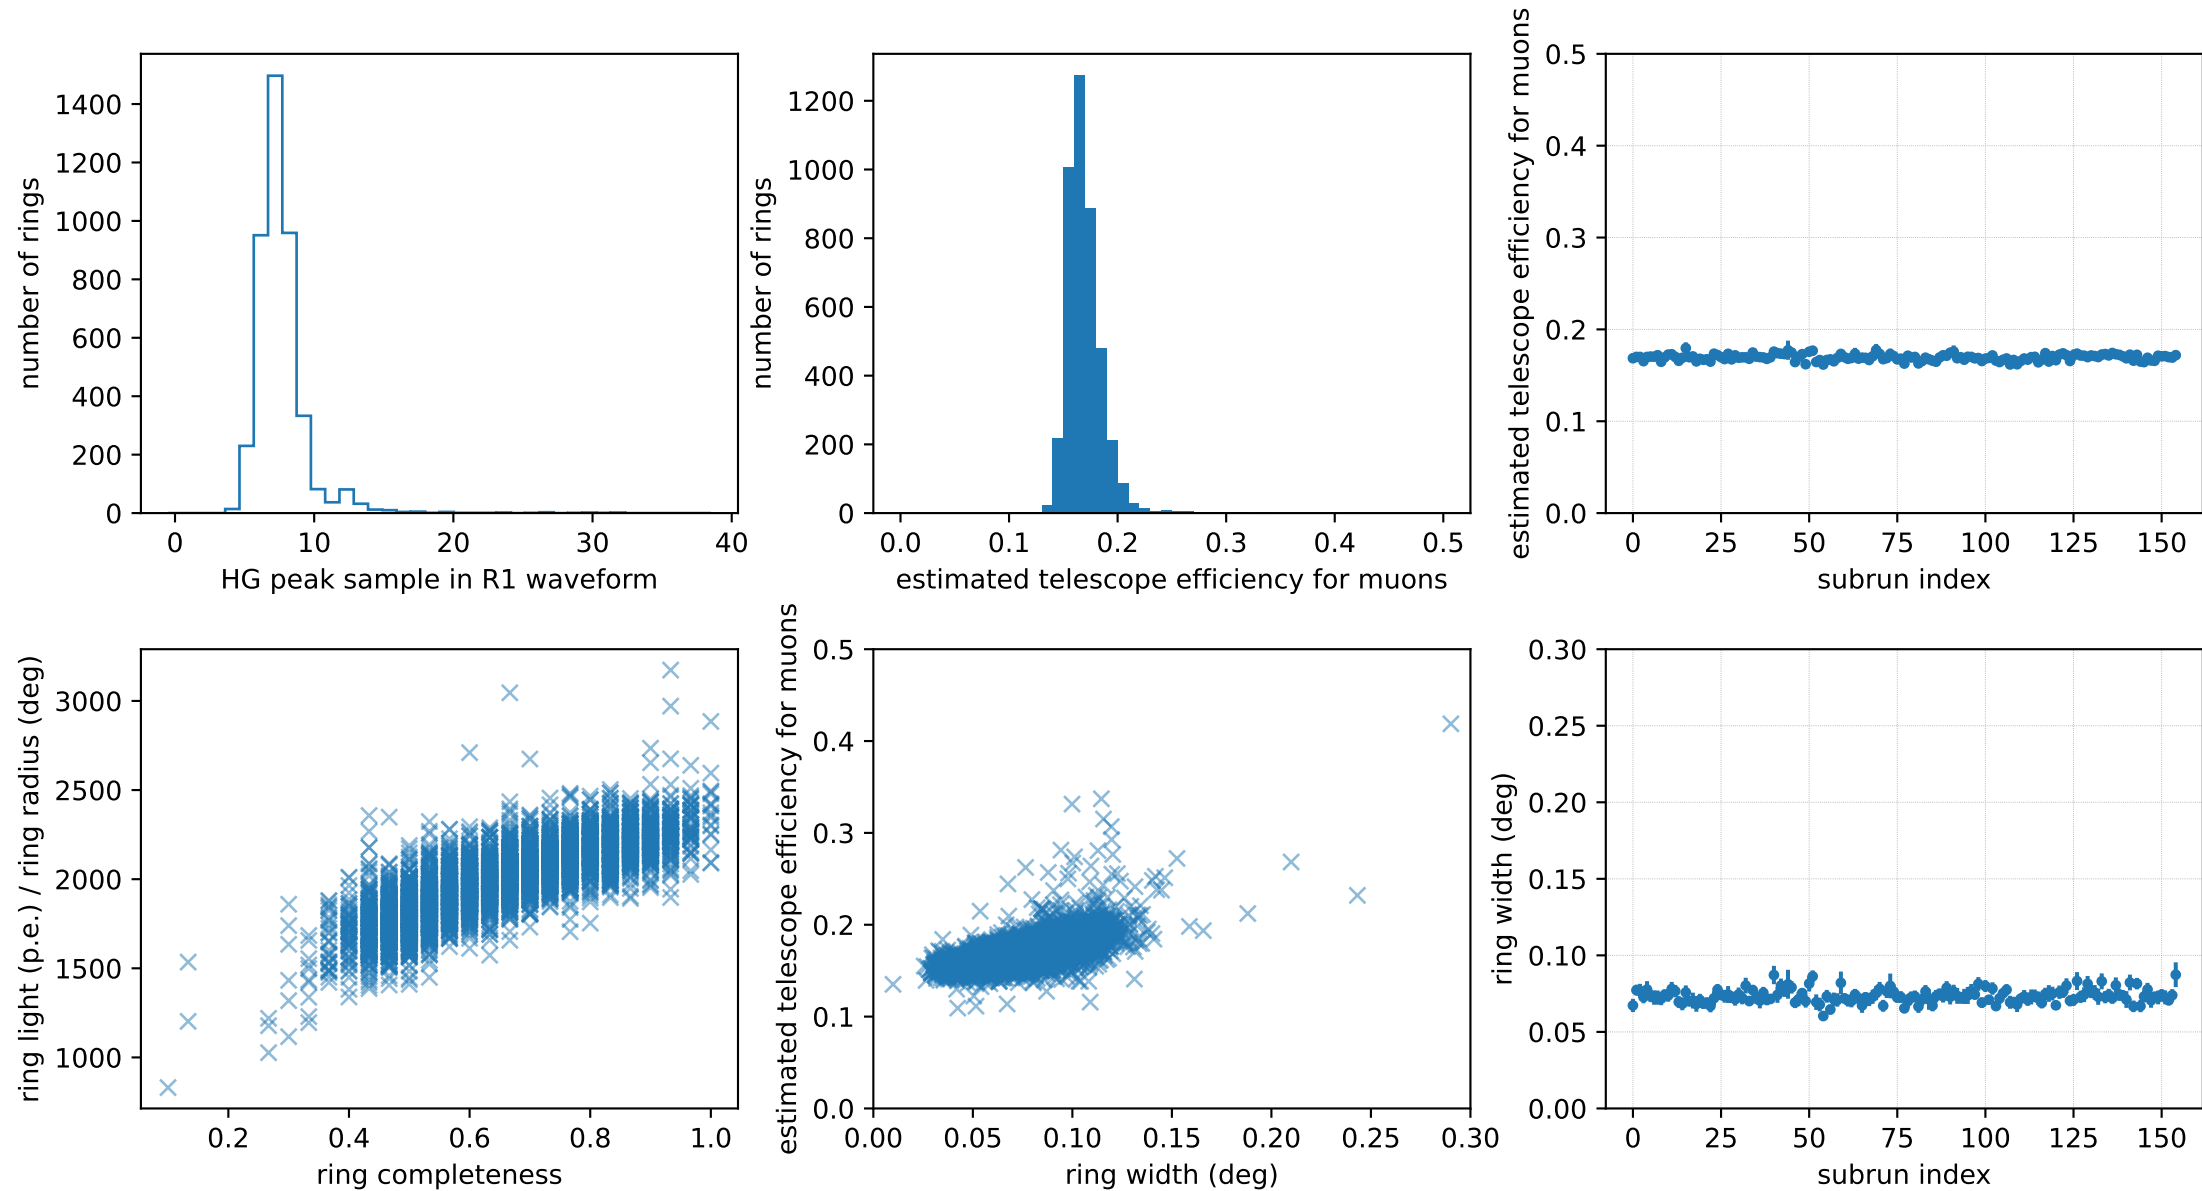 number of rings
1400
1200
1000
800
600
400
200
0
0 10 20 30 40
HG peak sample in R1 waveform
number of rings
1200
1000
800
600
400
200
0
0.0 0.1 0.2 0.3 0.4 0.5
estimated telescope efficiency for muons
estimated telescope efficiency for muons
0.5
0.4
0.3
0.2
0.1
0.0
0 25 50 75 100 125 150
subrun index
ring light (p.e.) / ring radius (deg)
3000
2500
2000
1500
1000
0.2 0.4 0.6 0.8 1.0
ring completeness
estimated telescope efficiency for muons
0.5
0.4
0.3
0.2
0.1
0.0
0.00 0.05 0.10 0.15 0.20 0.25 0.30
ring width (deg)
ring width (deg)
0.30
0.25
0.20
0.15
0.10
0.05
0.00
0 25 50 75 100 125 150
subrun index